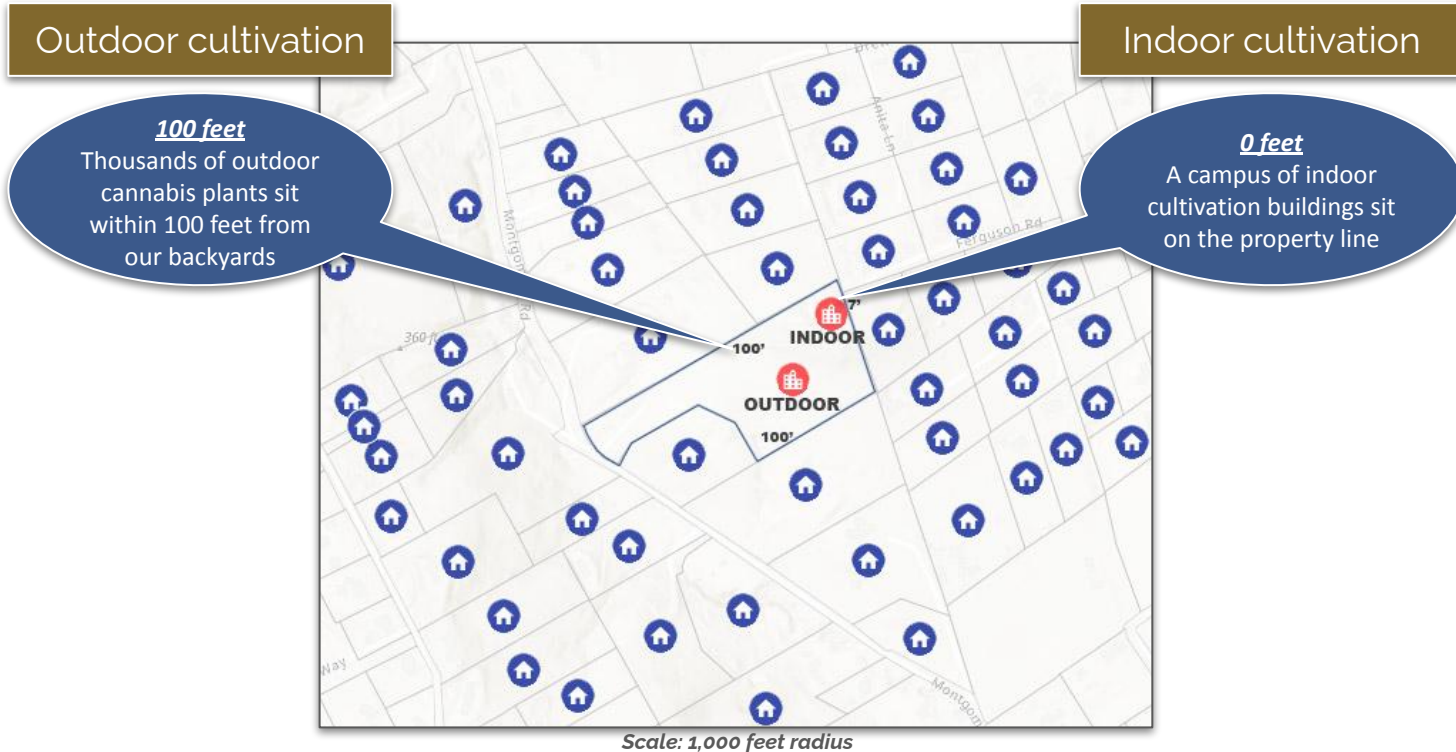 Outdoor cultivation
Indoor cultivation
100 feet
Thousands of outdoor
cannabis plants sit
within 100 feet from
our backyards
0 feet
A campus of indoor
cultivation buildings sit
on the property line
Anita Ln
Ferguson Rd
Rd
360 f
7'
INDOOR
100'
OUTDOOR
100'
Way
Montgom
Scale: 1,000 feet radius